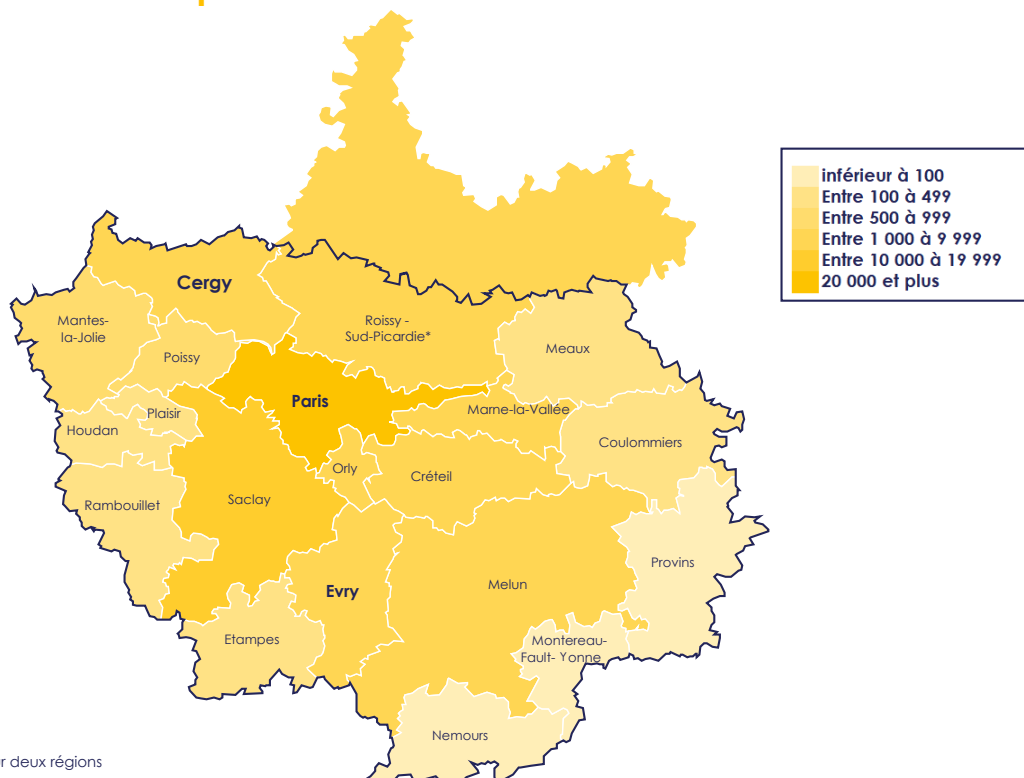 inférieur à 100
Entre 100 à 499
Entre 500 à 999
Entre 1 000 à 9 999
Entre 10 000 à 19 999
20 000 et plus
Cergy
Mantes-
la-Jolie
Roissy -
Sud-Picardie*
Poissy
Meaux
Paris
Marne-la-Vallée
Plaisir
Houdan
Coulommiers
Orly
Créteil
Saclay
Rambouillet
Provins
Melun
Evry
Etampes
Montereau-
Fault- Yonne
Nemours
deux régions